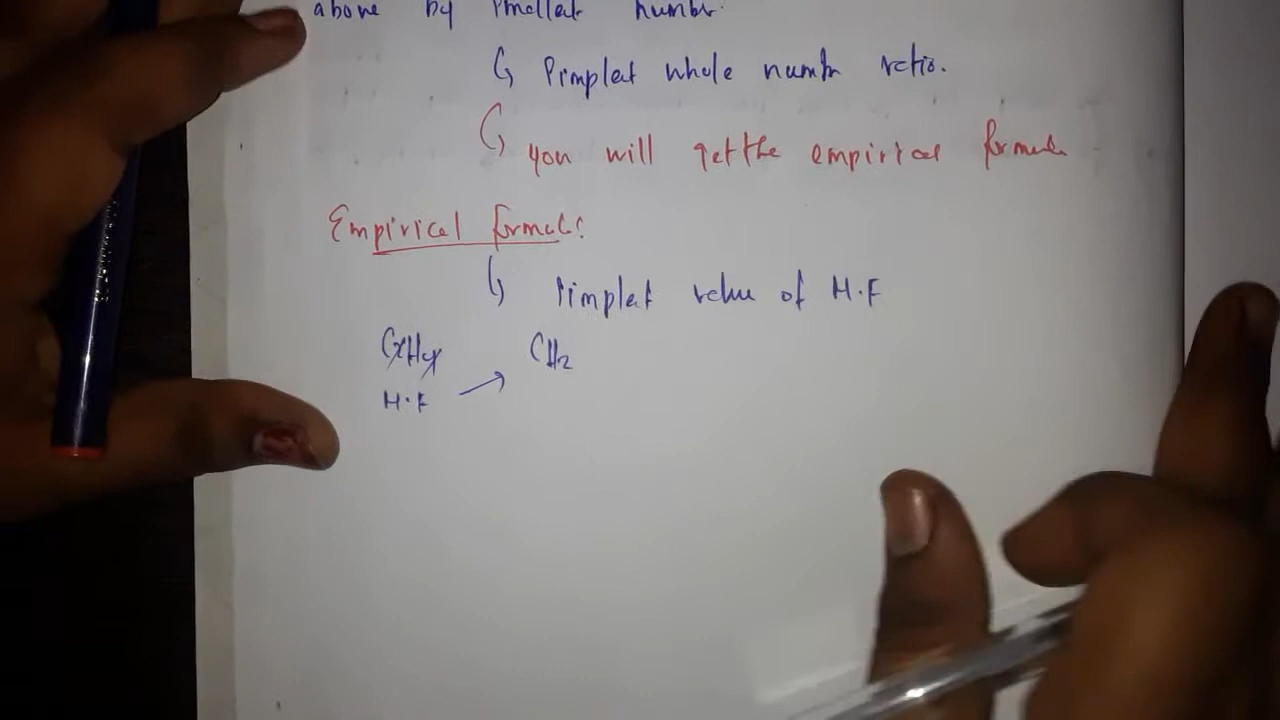 above by smallest number.
↳ Simplest whole number ratio.
↳ you will get the empirical formula
Empirical formula:
↳ Simplest value of M.F
CxHy CH2
M.F →